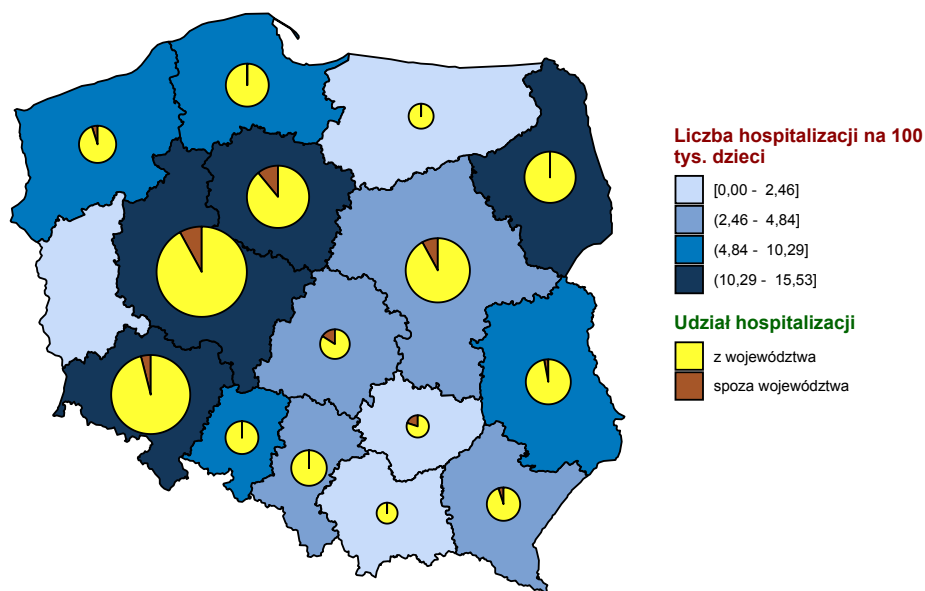 Liczba hospitalizacji na 100
tys. dzieci
[0,00 - 2,46]
(2,46 - 4,84]
(4,84 - 10,29]
(10,29 - 15,53]
Udział hospitalizacji
z województwa
spoza województwa